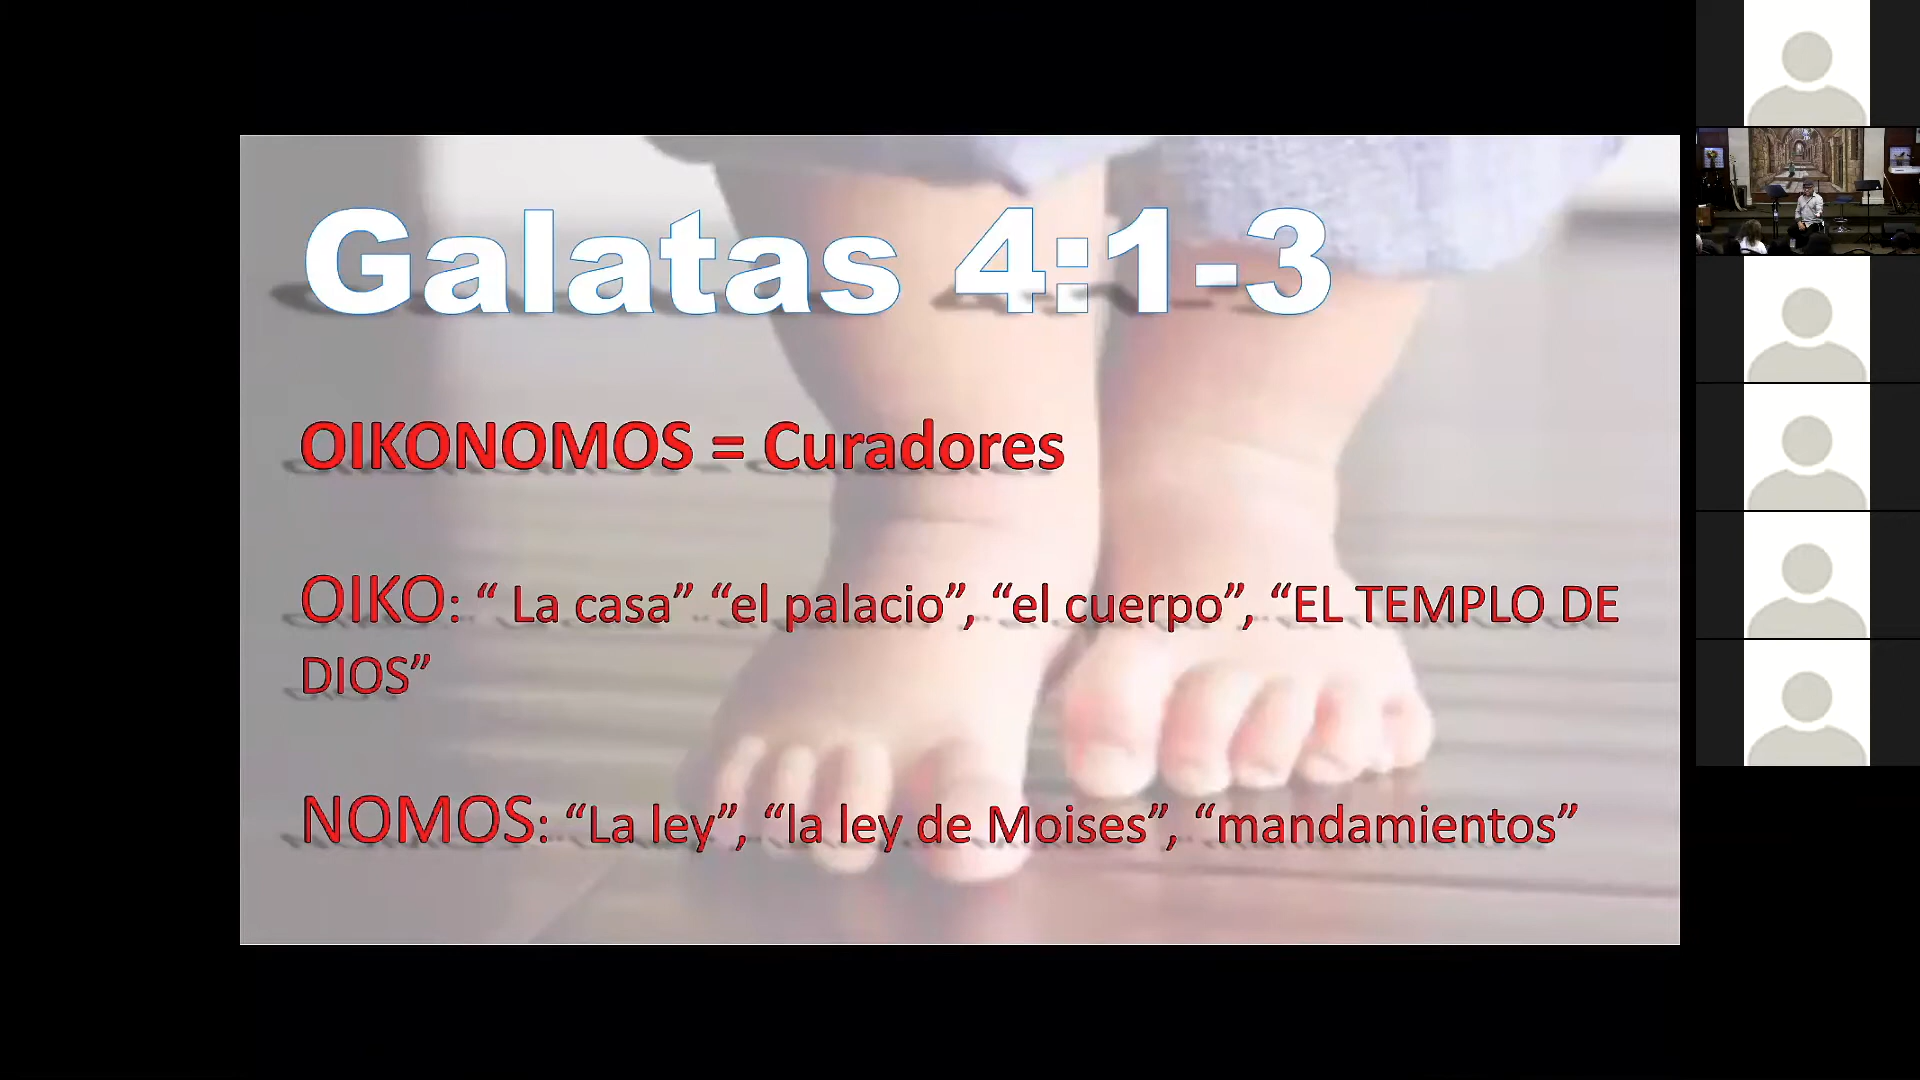 Galatas 4:1-3
OIKONOMOS = Curadores
OIKO: “ La casa” “el palacio”, “el cuerpo”, “EL TEMPLO DE
DIOS”
NOMOS: “La ley”, “la ley de Moises”, “mandamientos”